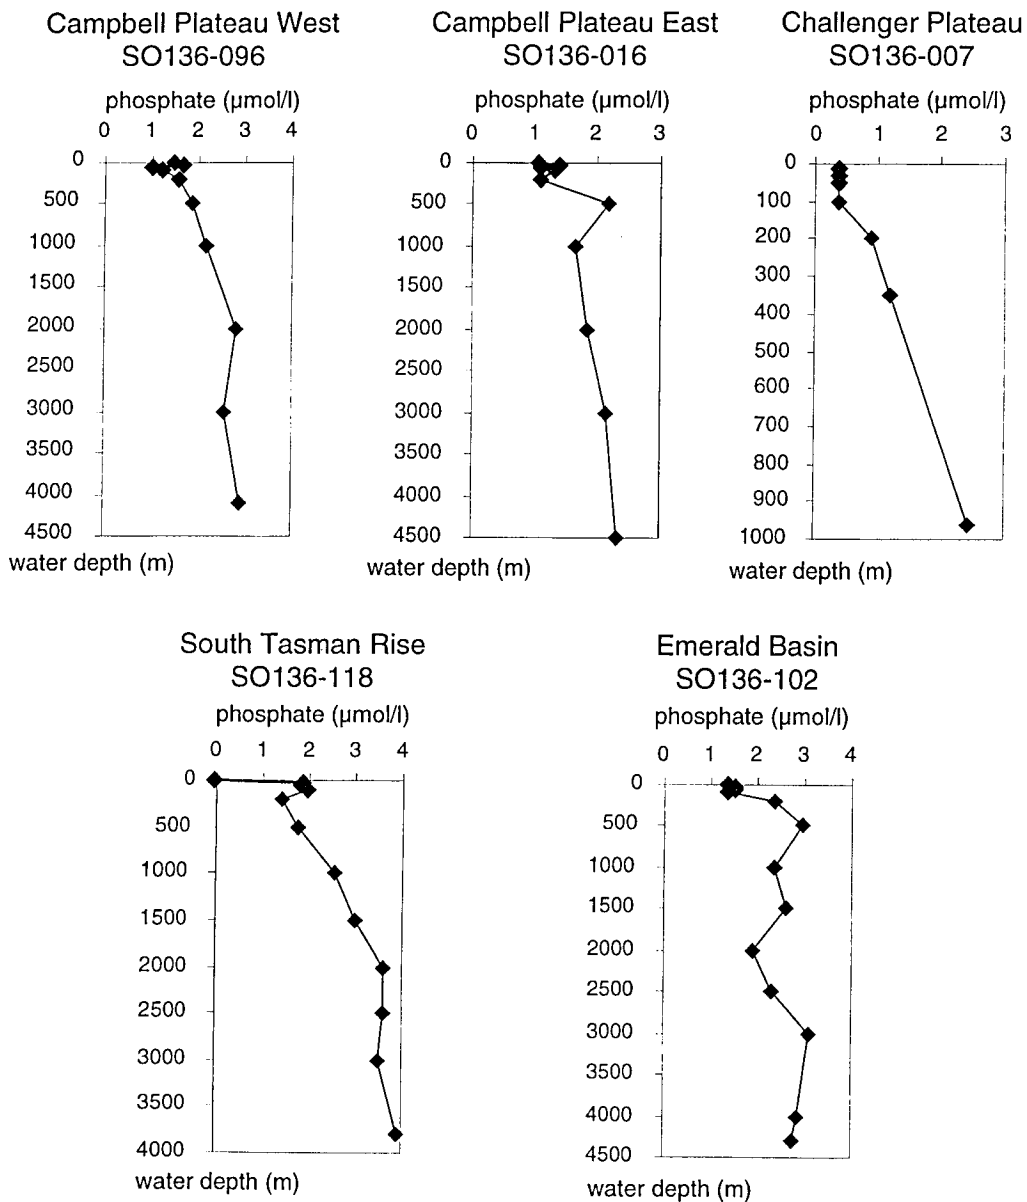 Campbell Plateau West
SO136-096
phosphate (µmol/l)
0 1 2 3 4
0
500
1000
1500
2000
2500
3000
3500
4000
4500
water depth (m)
Campbell Plateau East
SO136-016
phosphate (µmol/l)
0 1 2 3
0
500
1000
1500
2000
2500
3000
3500
4000
4500
water depth (m)
Challenger Plateau
SO136-007
phosphate (µmol/l)
0 1 2 3
0
100
200
300
400
500
600
700
800
900
1000
water depth (m)
South Tasman Rise
SO136-118
phosphate (µmol/l)
0 1 2 3 4
0
500
1000
1500
2000
2500
3000
3500
4000
water depth (m)
Emerald Basin
SO136-102
phosphate (µmol/l)
0 1 2 3 4
0
500
1000
1500
2000
2500
3000
3500
4000
4500
water depth (m)